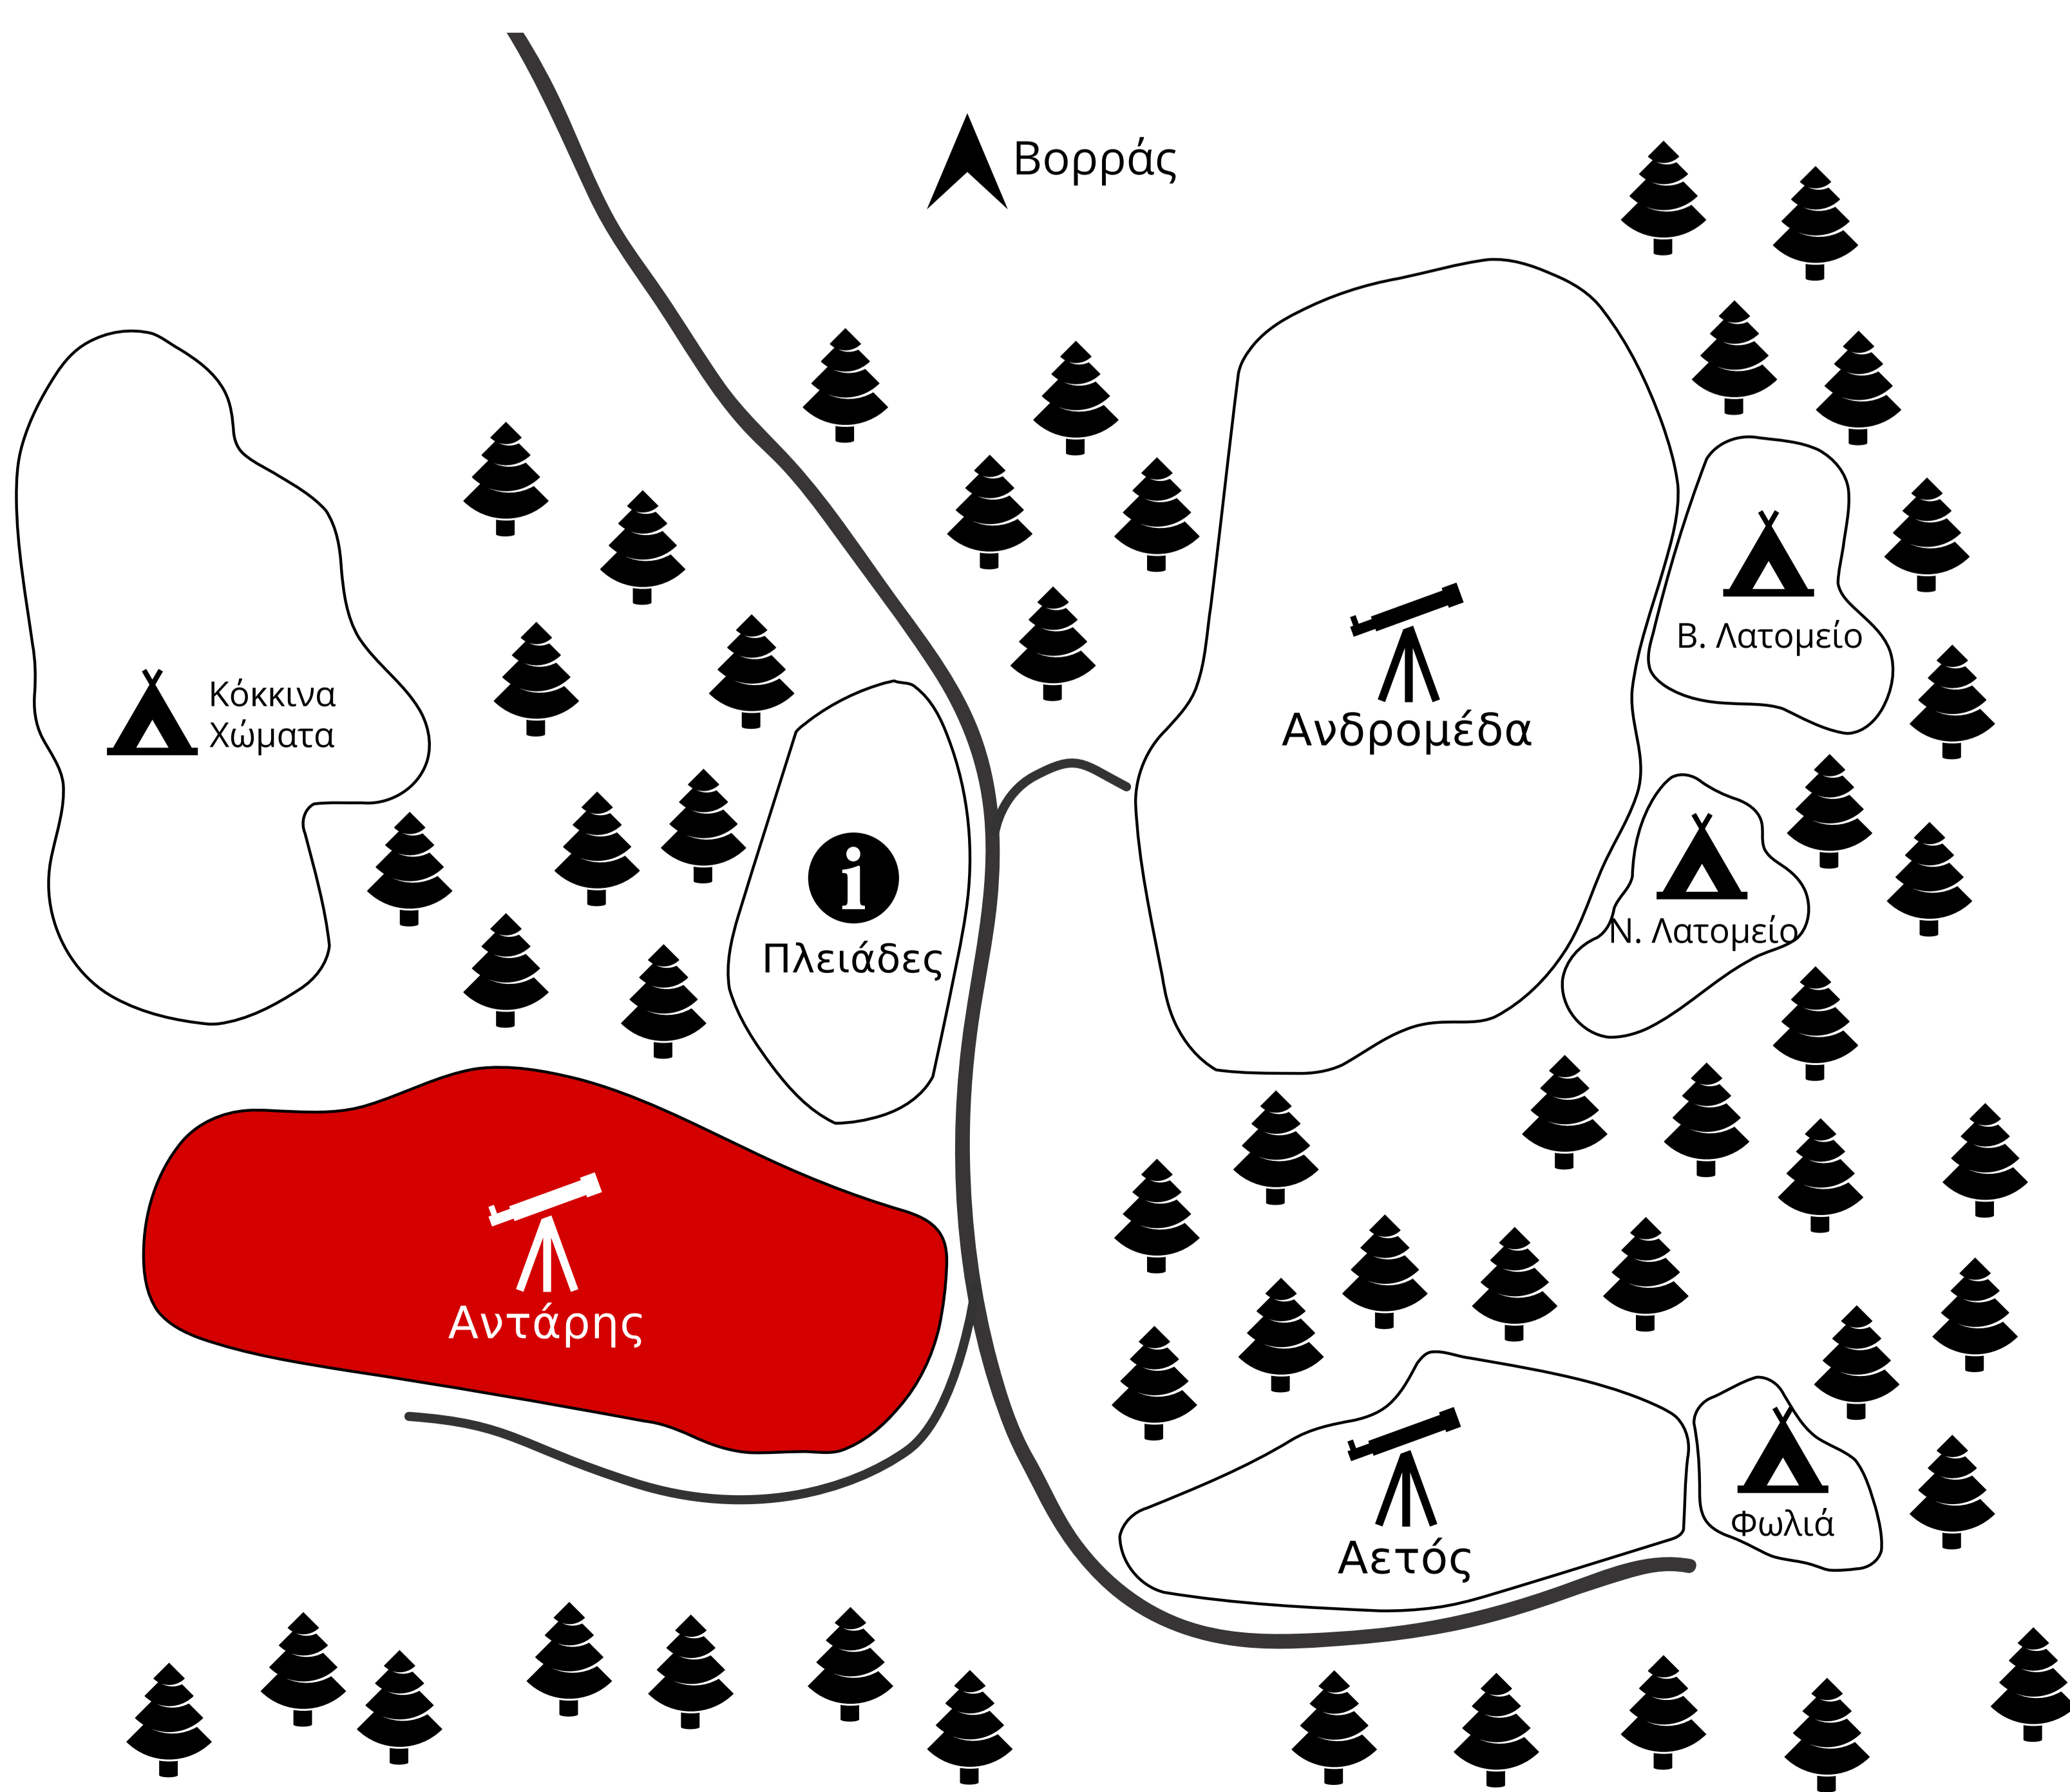 Βορράς
Κόκκινα
Χώματα
Ανδρομέδα
Β. Λατομείο
Ν. Λατομείο
i
Πλειάδες
Αντάρης
Αετός
Φωλιά